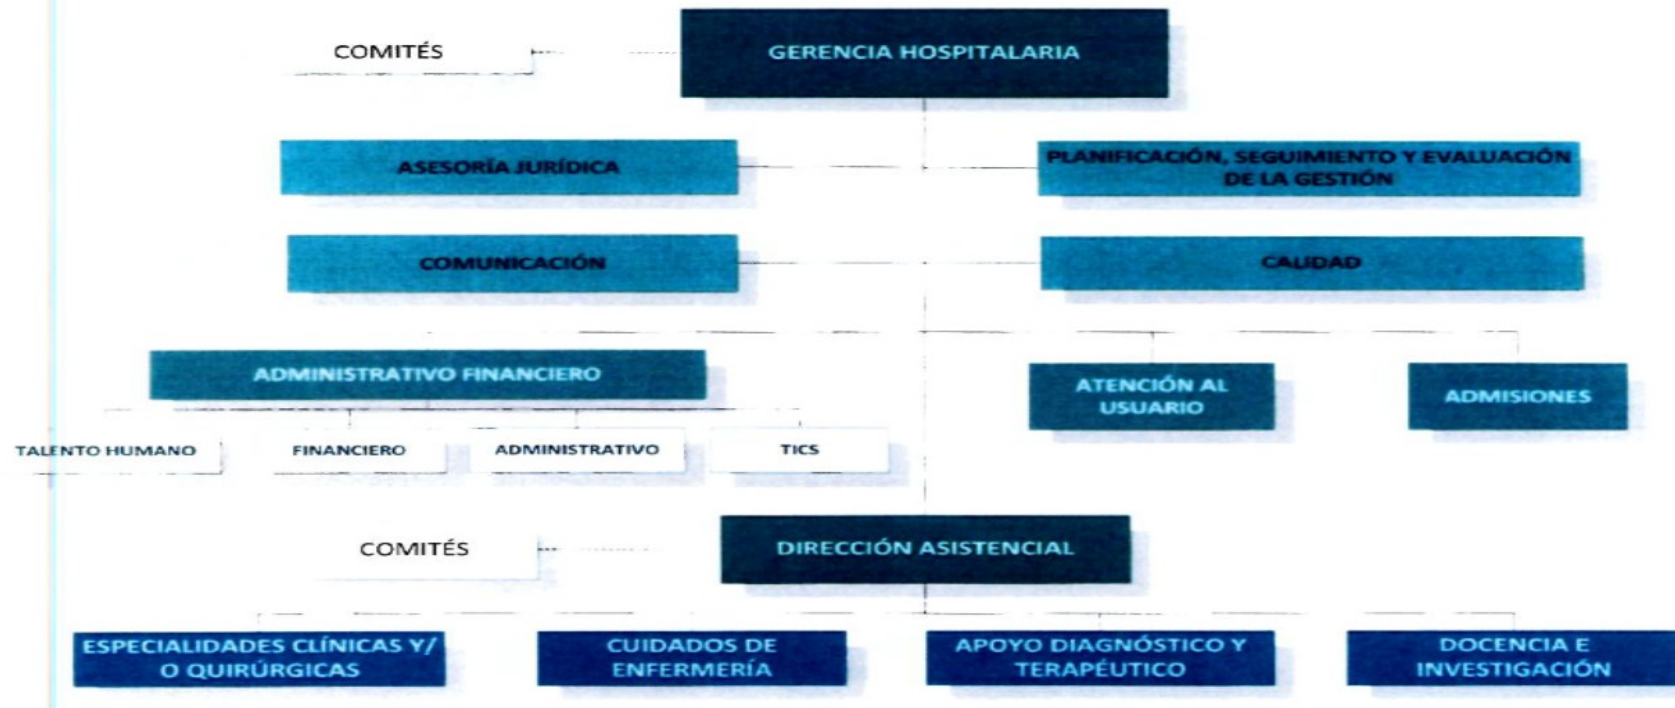 COMITÉS
GERENCIA HOSPITALARIA
ASESORÍA JURÍDICA
PLANIFICACIÓN, SEGUIMIENTO Y EVALUACIÓN
DE LA GESTIÓN
COMUNICACIÓN
CALIDAD
ADMINISTRATIVO FINANCIERO
ATENCIÓN AL
USUARIO
ADMISIONES
TALENTO HUMANO
FINANCIERO
ADMINISTRATIVO
TICS
COMITÉS
DIRECCIÓN ASISTENCIAL
ESPECIALIDADES CLÍNICAS Y/
O QUIRÚRGICAS
CUIDADOS DE
ENFERMERÍA
APOYO DIAGNÓSTICO Y
TERAPÉUTICO
DOCENCIA E
INVESTIGACIÓN